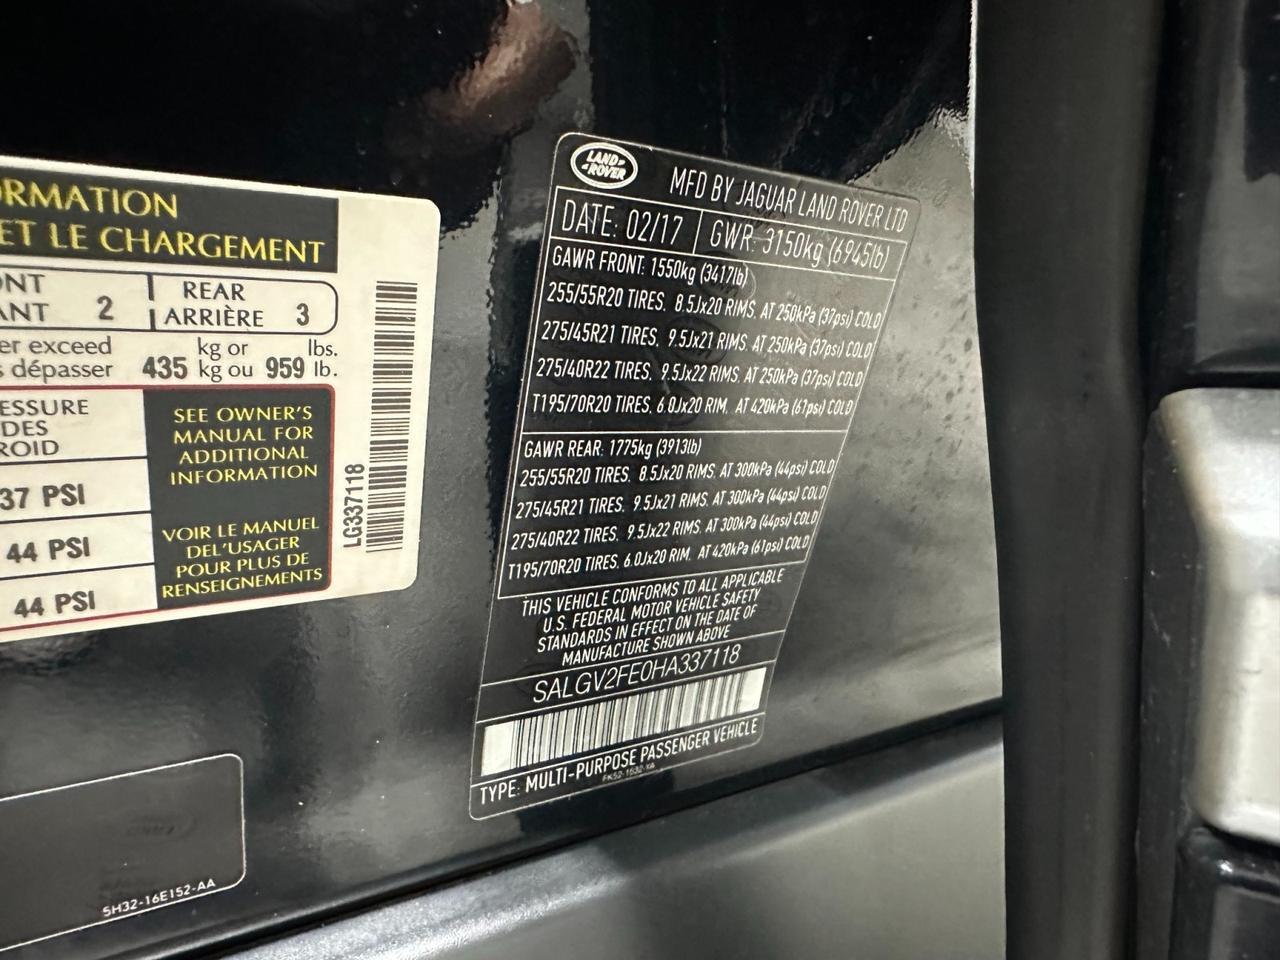 ORMATION
ET LE CHARGEMENT
ONT
ANT 2
REAR
ARRIÈRE 3
er exceed kg or lbs.
s dépasser 435 kg ou 959 lb.
ESSURE
DES
ROID
37 PSI
44 PSI
44 PSI
SEE OWNER'S
MANUAL FOR
ADDITIONAL
INFORMATION
VOIR LE MANUEL
DEL'USAGER
POUR PLUS DE
RENSEIGNEMENTS
LG337118
5H32-16E152-AA
LAND-
-ROVER
MFD BY JAGUAR LAND ROVER LTD
DATE: 02/17 GWR: 3150kg (6945lb)
GAWR FRONT: 1550kg (3417lb)
255/55R20 TIRES, 8.5Jx20 RIMS, AT 250kPa (37psi) COLD
275/45R21 TIRES, 9.5Jx21 RIMS, AT 250kPa (37psi) COLD
275/40R22 TIRES, 9.5Jx22 RIMS, AT 250kPa (37psi) COLD
T195/70R20 TIRES, 6.0Jx20 RIM, AT 420kPa (61psi) COLD
GAWR REAR: 1775kg (3913lb)
255/55R20 TIRES, 8.5Jx20 RIMS, AT 300kPa (44psi) COLD
275/45R21 TIRES, 9.5Jx21 RIMS, AT 300kPa (44psi) COLD
275/40R22 TIRES, 9.5Jx22 RIMS, AT 300kPa (44psi) COLD
T195/70R20 TIRES, 6.0Jx20 RIM, AT 420kPa (61psi) COLD
THIS VEHICLE CONFORMS TO ALL APPLICABLE
U.S. FEDERAL MOTOR VEHICLE SAFETY
STANDARDS IN EFFECT ON THE DATE OF
MANUFACTURE SHOWN ABOVE
SALGV2FE0HA337118
TYPE: MULTI-PURPOSE PASSENGER VEHICLE